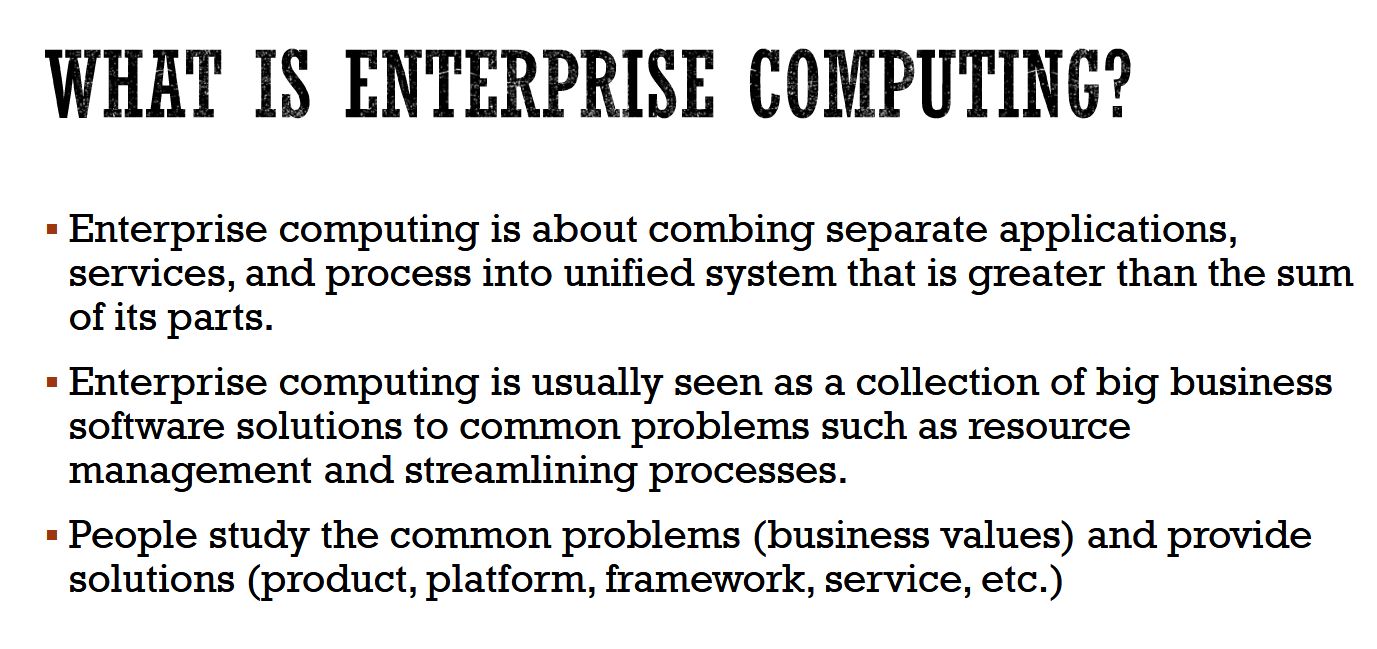 WHAT IS ENTERPRISE COMPUTING?
▪ Enterprise computing is about combing separate applications,
services, and process into unified system that is greater than the sum
of its parts.
▪ Enterprise computing is usually seen as a collection of big business
software solutions to common problems such as resource
management and streamlining processes.
▪ People study the common problems (business values) and provide
solutions (product, platform, framework, service, etc.)